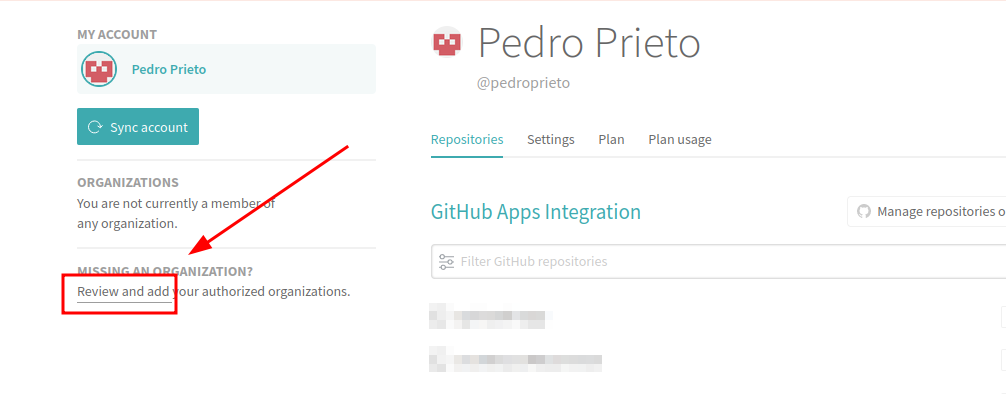 MY ACCOUNT
Pedro Prieto
Sync account
ORGANIZATIONS
You are not currently a member of
any organization.
MISSING AN ORGANIZATION?
Review and add your authorized organizations.
Pedro Prieto
@pedroprieto
Repositories Settings Plan Plan usage
GitHub Apps Integration
Manage repositories o
Filter GitHub repositories